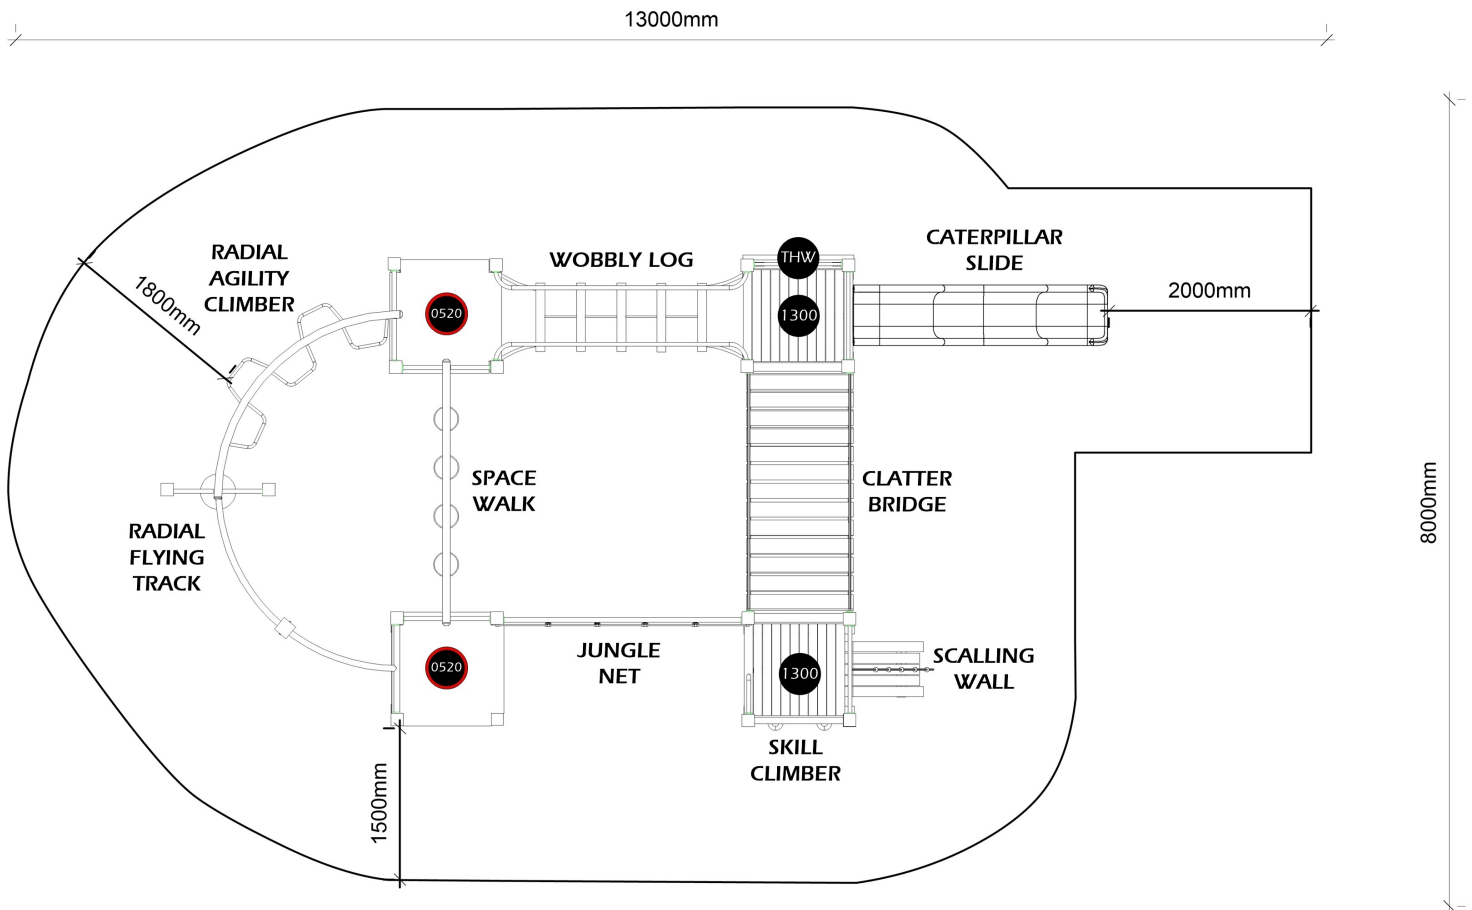 13000mm
CATERPILLAR
SLIDE
RADIAL
AGILITY
CLIMBER
WOBBLY LOG
THW
1800mm
0520
1300
2000mm
SPACE
WALK
CLATTER
BRIDGE
8000mm
RADIAL
FLYING
TRACK
JUNGLE
NET
SCALLING
WALL
0520
1300
SKILL
CLIMBER
1500mm